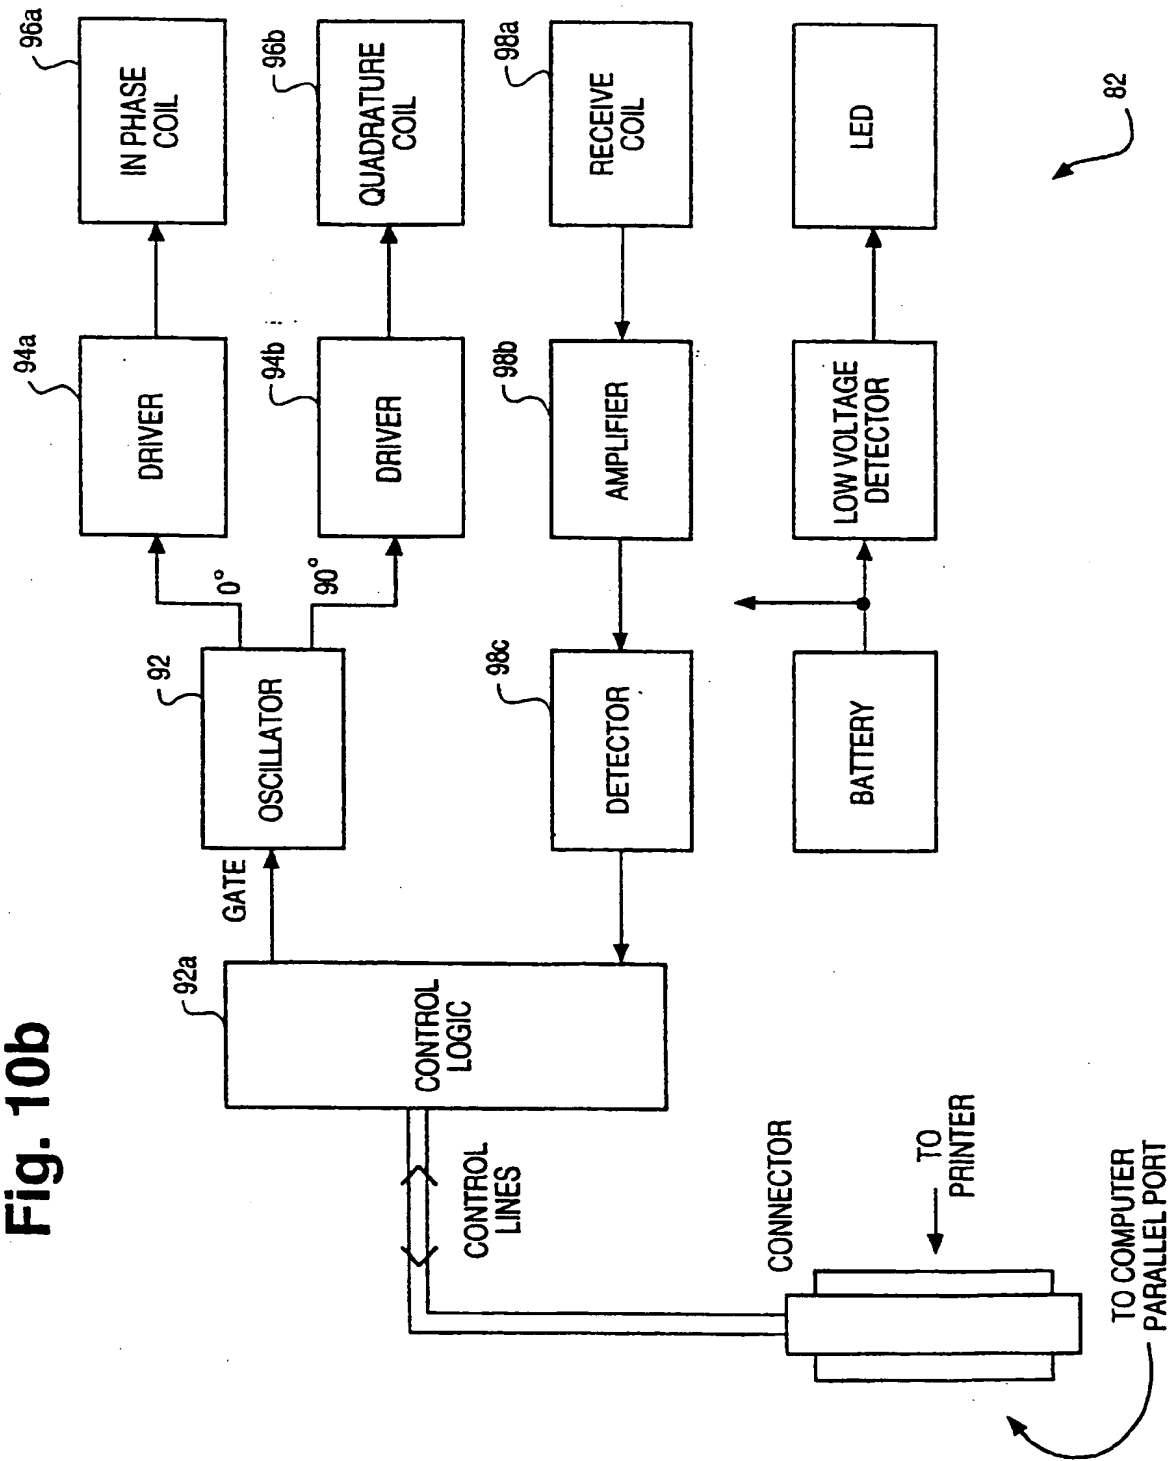 Fig. 10b
96a
IN PHASE
COIL
94a
DRIVER
0°
92
OSCILLATOR
90°
GATE
96b
QUADRATURE
COIL
94b
DRIVER
92a
CONTROL
LOGIC
98a
RECEIVE
COIL
98b
AMPLIFIER
98c
DETECTOR
CONTROL
LINES
LED
LOW VOLTAGE
DETECTOR
BATTERY
CONNECTOR
TO
PRINTER
TO COMPUTER
PARALLEL PORT
82